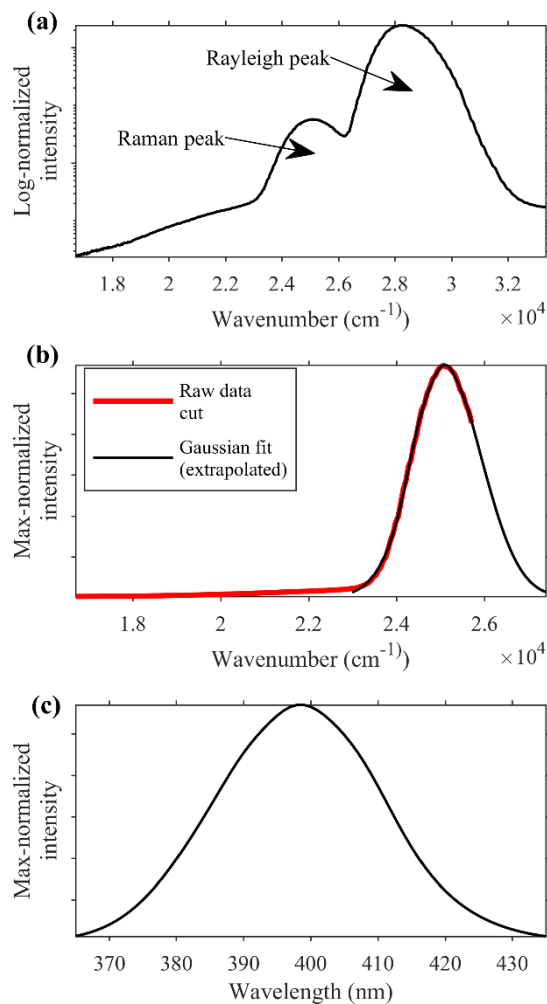 (a)
Rayleigh peak
Raman peak
Log-normalized
intensity
1.8 2 2.2 2.4 2.6 2.8 3 3.2
Wavenumber (cm⁻¹) ×10⁴
(b)
Raw data
cut
Gaussian fit
(extrapolated)
Max-normalized
intensity
1.8 2 2.2 2.4 2.6
Wavenumber (cm⁻¹) ×10⁴
(c)
Max-normalized
intensity
370 380 390 400 410 420 430
Wavelength (nm)